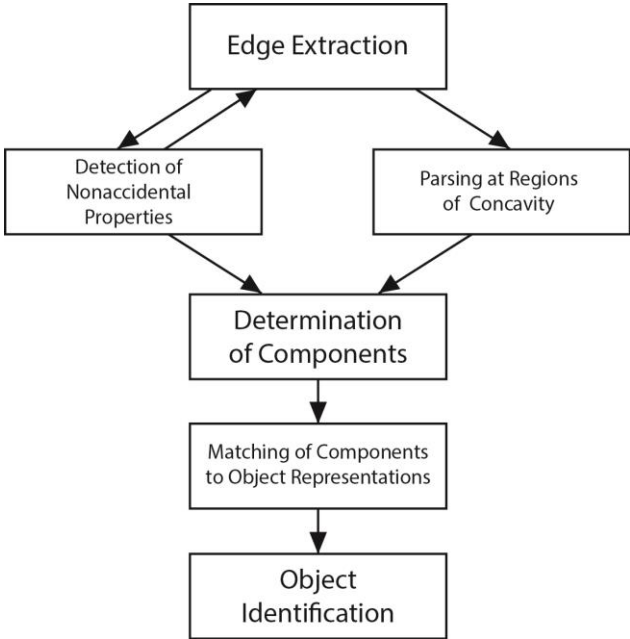 Edge Extraction
Detection of
Nonaccidental
Properties
Parsing at Regions
of Concavity
Determination
of Components
Matching of Components
to Object Representations
Object
Identification